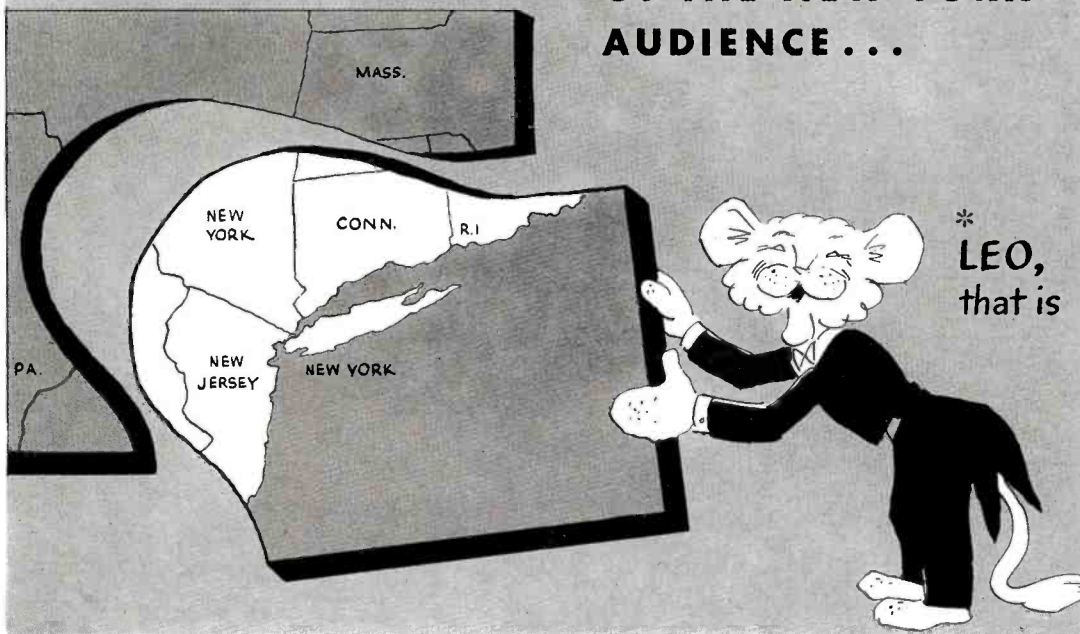 AUDIENCE...
MASS.
NEW
YORK
CONN.
R.I
*
LEO,
that is
PA.
NEW
JERSEY
NEW YORK